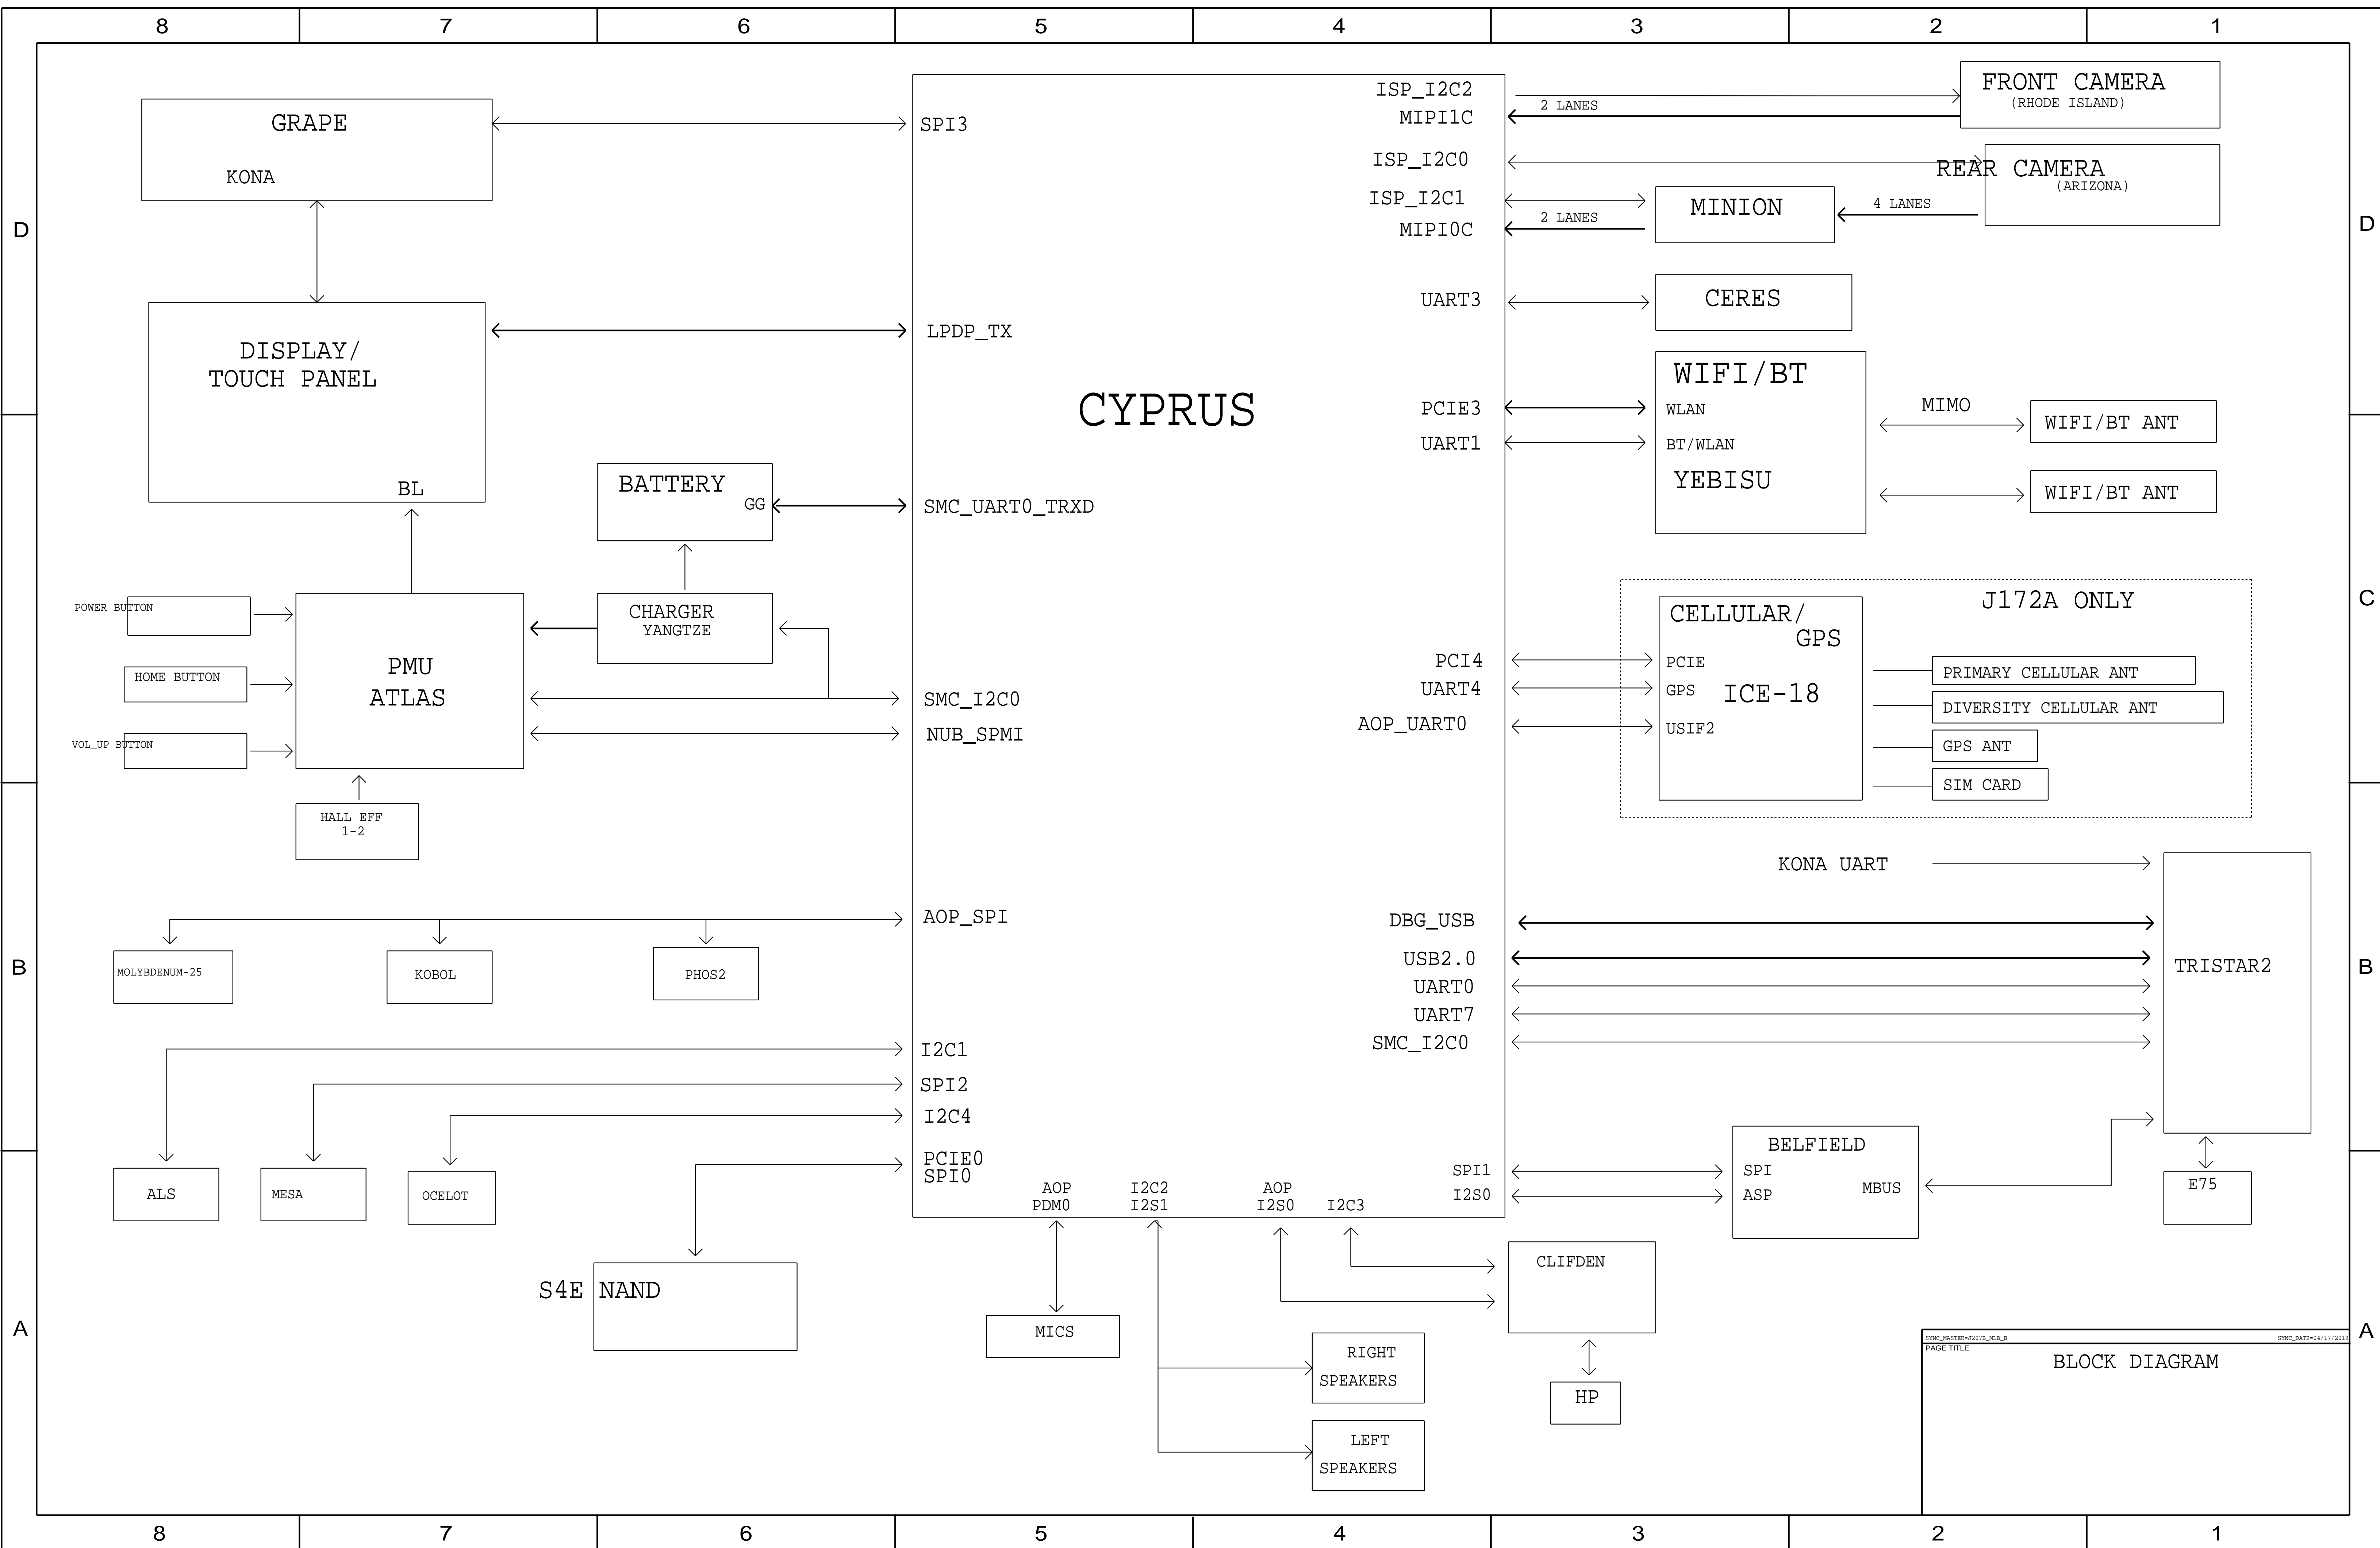 8 7 6 5 4 3 2 1
D
C
B
A
GRAPE
KONA
DISPLAY/
TOUCH PANEL
BL
BATTERY
GG
POWER BUTTON
HOME BUTTON
VOL_UP BUTTON
PMU
ATLAS
CHARGER
YANGTZE
HALL EFF
1-2
MOLYBDENUM-25
KOBOL
PHOS2
ALS
MESA
OCELOT
S4E NAND
CYPRUS
SPI3
LPDP_TX
SMC_UART0_TRXD
SMC_I2C0
NUB_SPMI
AOP_SPI
I2C1
SPI2
I2C4
PCIE0
SPI0
AOP
PDM0
I2C2
I2S1
AOP
I2S0
I2C3
ISP_I2C2
MIPI1C
ISP_I2C0
ISP_I2C1
MIPI0C
UART3
PCIE3
UART1
PCI4
UART4
AOP_UART0
DBG_USB
USB2.0
UART0
UART7
SMC_I2C0
SPI1
I2S0
2 LANES
2 LANES
4 LANES
FRONT CAMERA
(RHODE ISLAND)
REAR CAMERA
(ARIZONA)
MINION
CERES
WIFI/BT
WLAN
BT/WLAN
YEBISU
MIMO
WIFI/BT ANT
WIFI/BT ANT
J172A ONLY
CELLULAR/
GPS
PCIE
GPS
ICE-18
USIF2
PRIMARY CELLULAR ANT
DIVERSITY CELLULAR ANT
GPS ANT
SIM CARD
KONA UART
TRISTAR2
BELFIELD
SPI
ASP
MBUS
E75
MICS
CLIFDEN
HP
RIGHT
SPEAKERS
LEFT
SPEAKERS
SYNC_MASTER=J207B_MLB_B
SYNC_DATE=04/17/2019
PAGE TITLE
BLOCK DIAGRAM
D
C
B
A
8 7 6 5 4 3 2 1